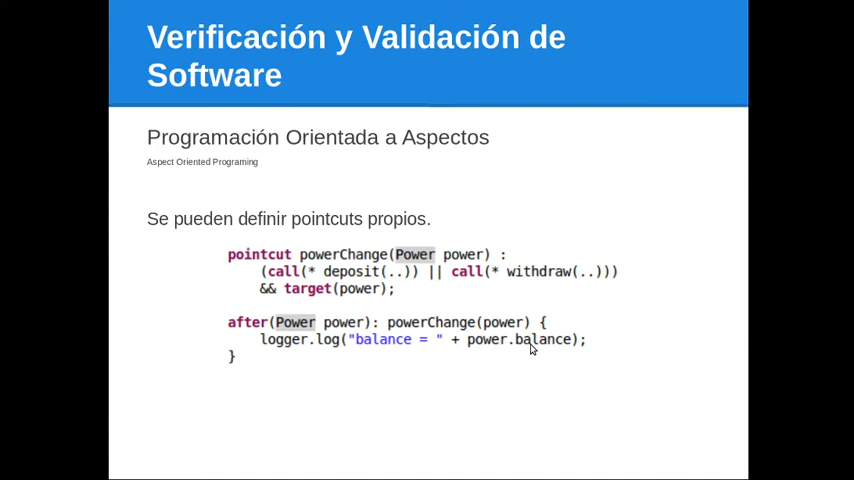 Verificación y Validación de
Software
Programación Orientada a Aspectos
Aspect Oriented Programing
Se pueden definir pointcuts propios.
pointcut powerChange(Power power) :
(call(* deposit(..)) || call(* withdraw(..)))
&& target(power);
after(Power power): powerChange(power) {
logger.log("balance = " + power.balance);
}